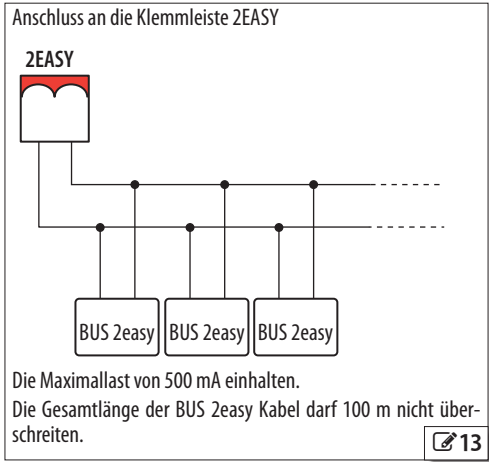 Anschluss an die Klemmleiste 2EASY
2EASY
BUS 2easy BUS 2easy BUS 2easy
Die Maximallast von 500 mA einhalten.
Die Gesamtlänge der BUS 2easy Kabel darf 100 m nicht über-
schreiten.
13